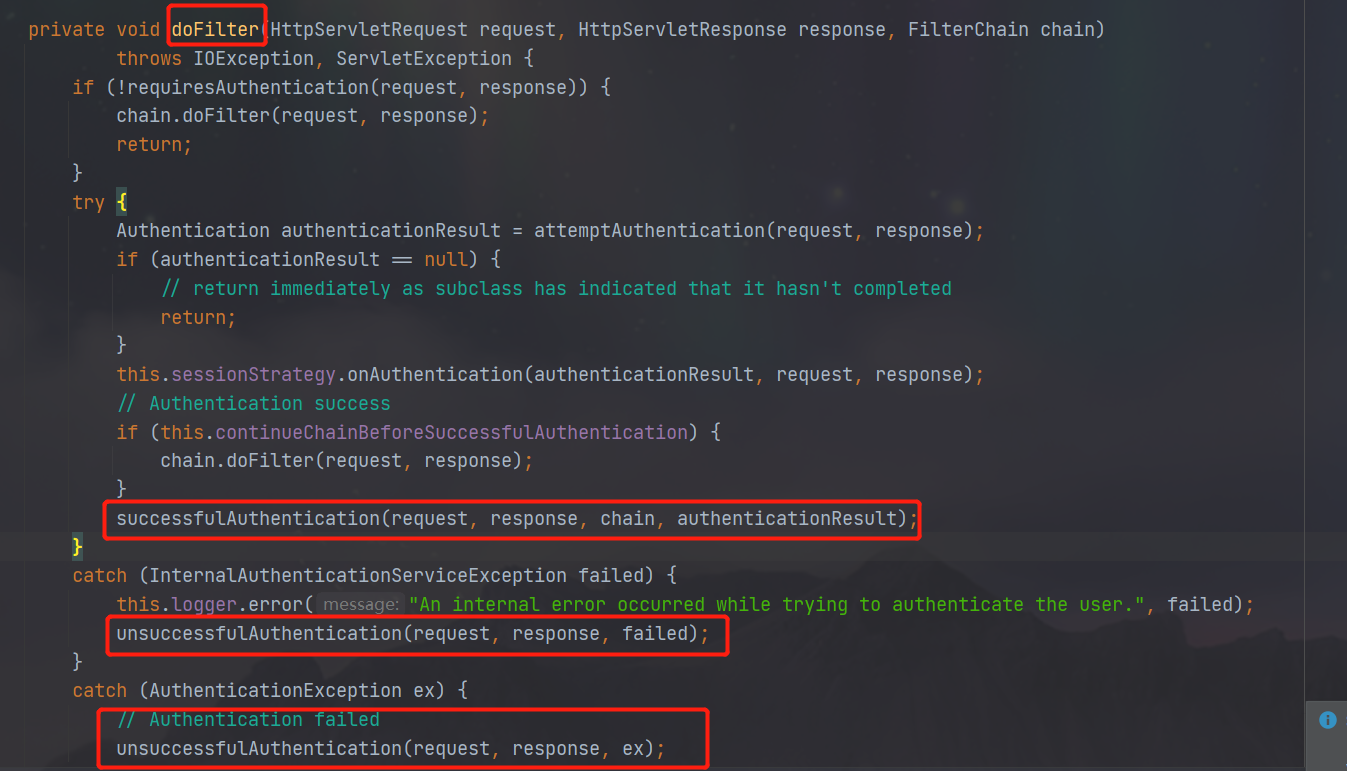 private void doFilter(HttpServletRequest request, HttpServletResponse response, FilterChain chain)
        throws IOException, ServletException {
    if (!requiresAuthentication(request, response)) {
        chain.doFilter(request, response);
        return;
    }
    try {
        Authentication authenticationResult = attemptAuthentication(request, response);
        if (authenticationResult == null) {
            // return immediately as subclass has indicated that it hasn't completed
            return;
        }
        this.sessionStrategy.onAuthentication(authenticationResult, request, response);
        // Authentication success
        if (this.continueChainBeforeSuccessfulAuthentication) {
            chain.doFilter(request, response);
        }
        successfulAuthentication(request, response, chain, authenticationResult);
    }
    catch (InternalAuthenticationServiceException failed) {
        this.logger.error( message: "An internal error occurred while trying to authenticate the user.", failed);
        unsuccessfulAuthentication(request, response, failed);
    }
    catch (AuthenticationException ex) {
        // Authentication failed
        unsuccessfulAuthentication(request, response, ex);